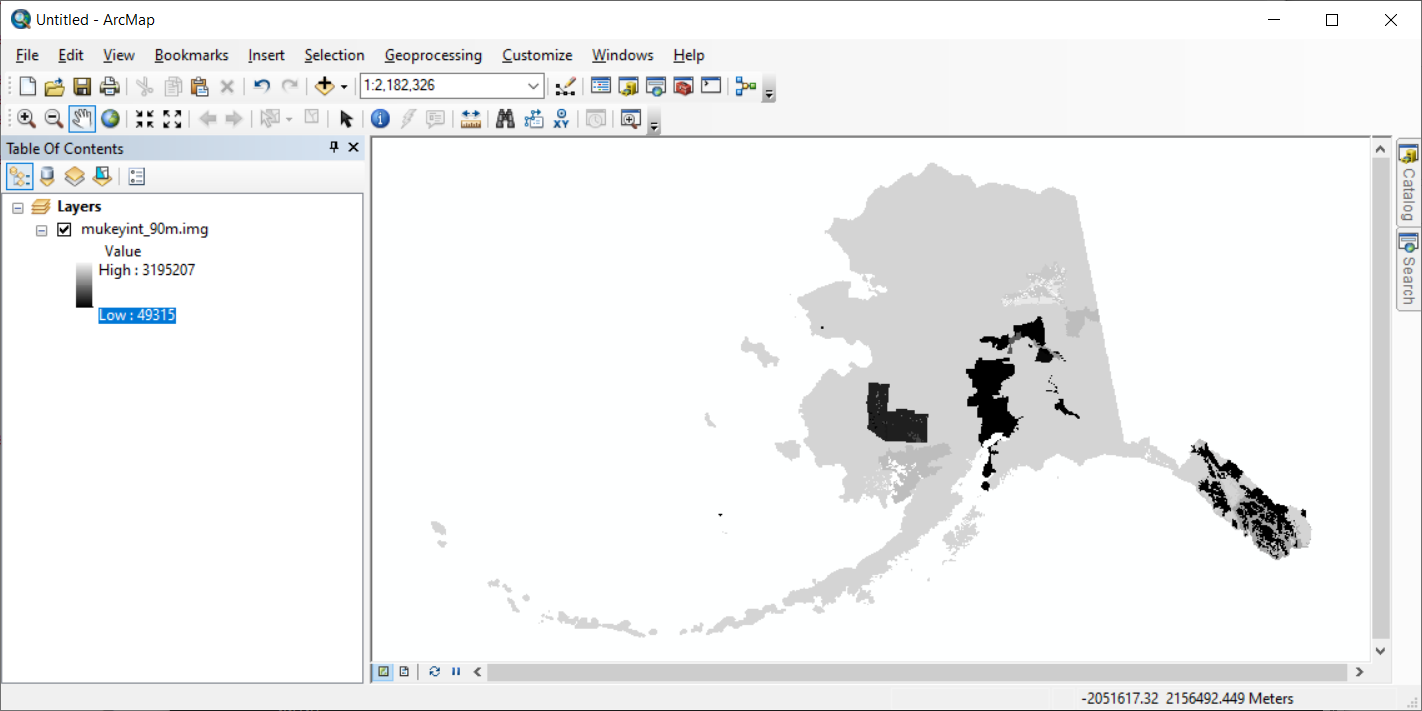 Untitled - ArcMap
File Edit View Bookmarks Insert Selection Geoprocessing Customize Windows Help
1:2,182,326
XY
Table Of Contents
Layers
mukeyint_90m.img
Value
High : 3195207
Low : 49315
Catalog
Search
-2051617.32 2156492.449 Meters